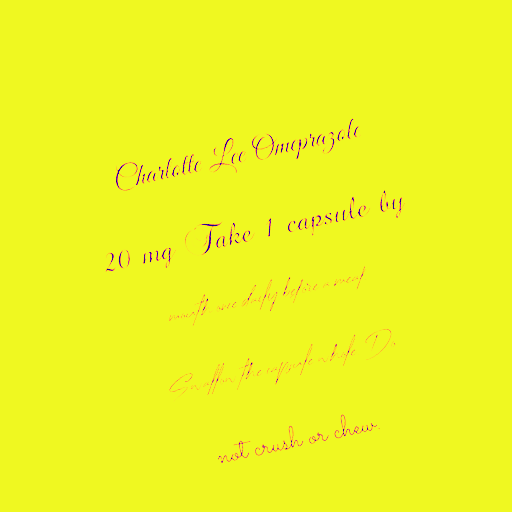 Charlotte Lee Omeprazole
20 mg Take 1 capsule by
mouth once daily before a meal
Swallow the capsule whole Do
not crush or chew.